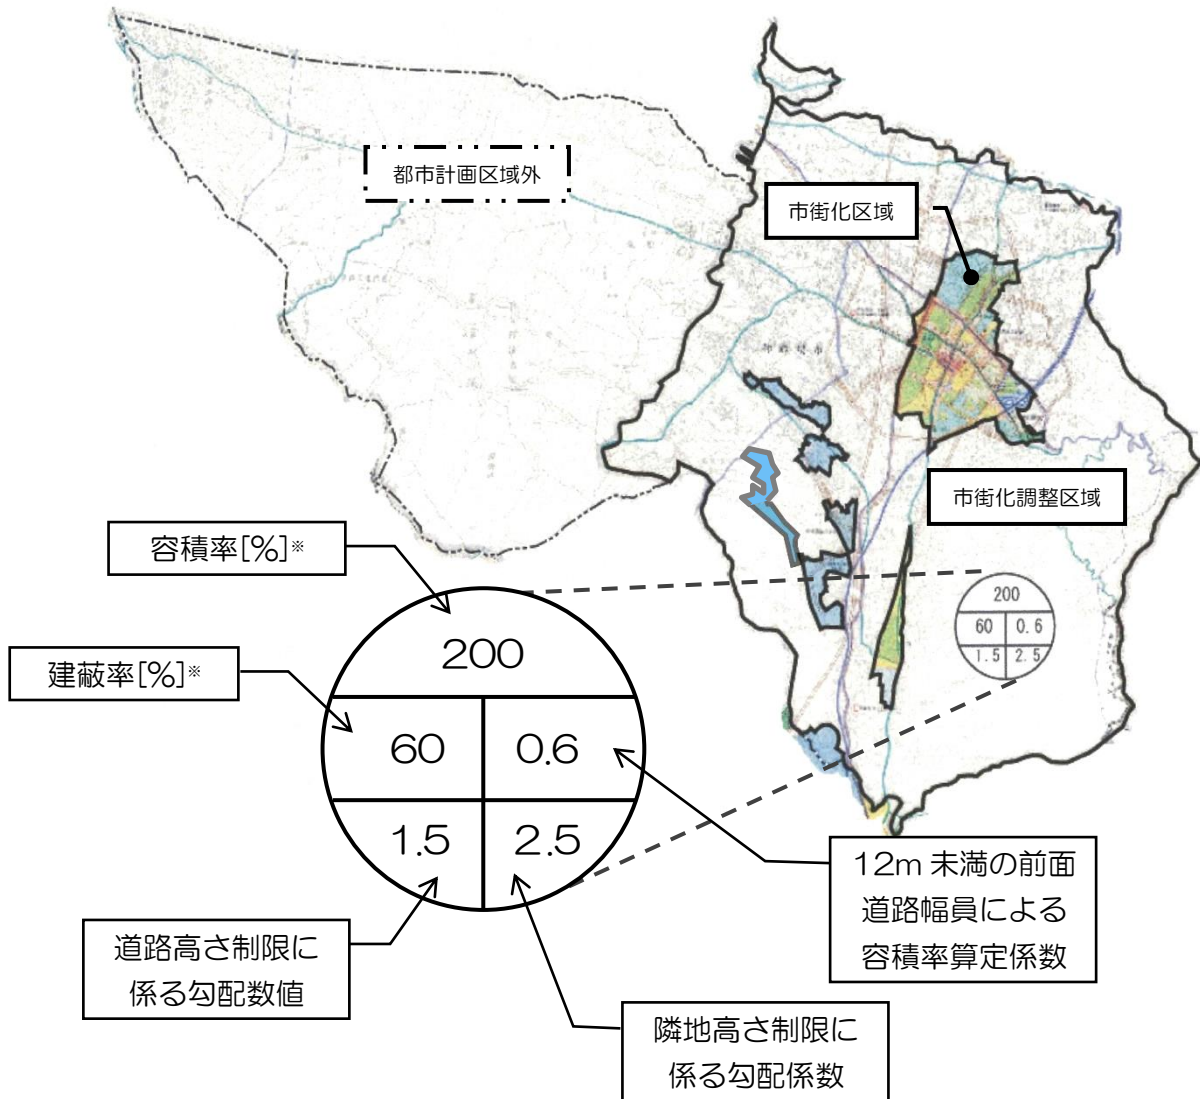 都市計画区域外
市街化区域
市街化調整区域
容積率[%]※
200
60 0.6
1.5 2.5
建蔽率[%]※
200
60 0.6
1.5 2.5
12m 未満の前面
道路幅員による
容積率算定係数
道路高さ制限に
係る勾配数値
隣地高さ制限に
係る勾配係数